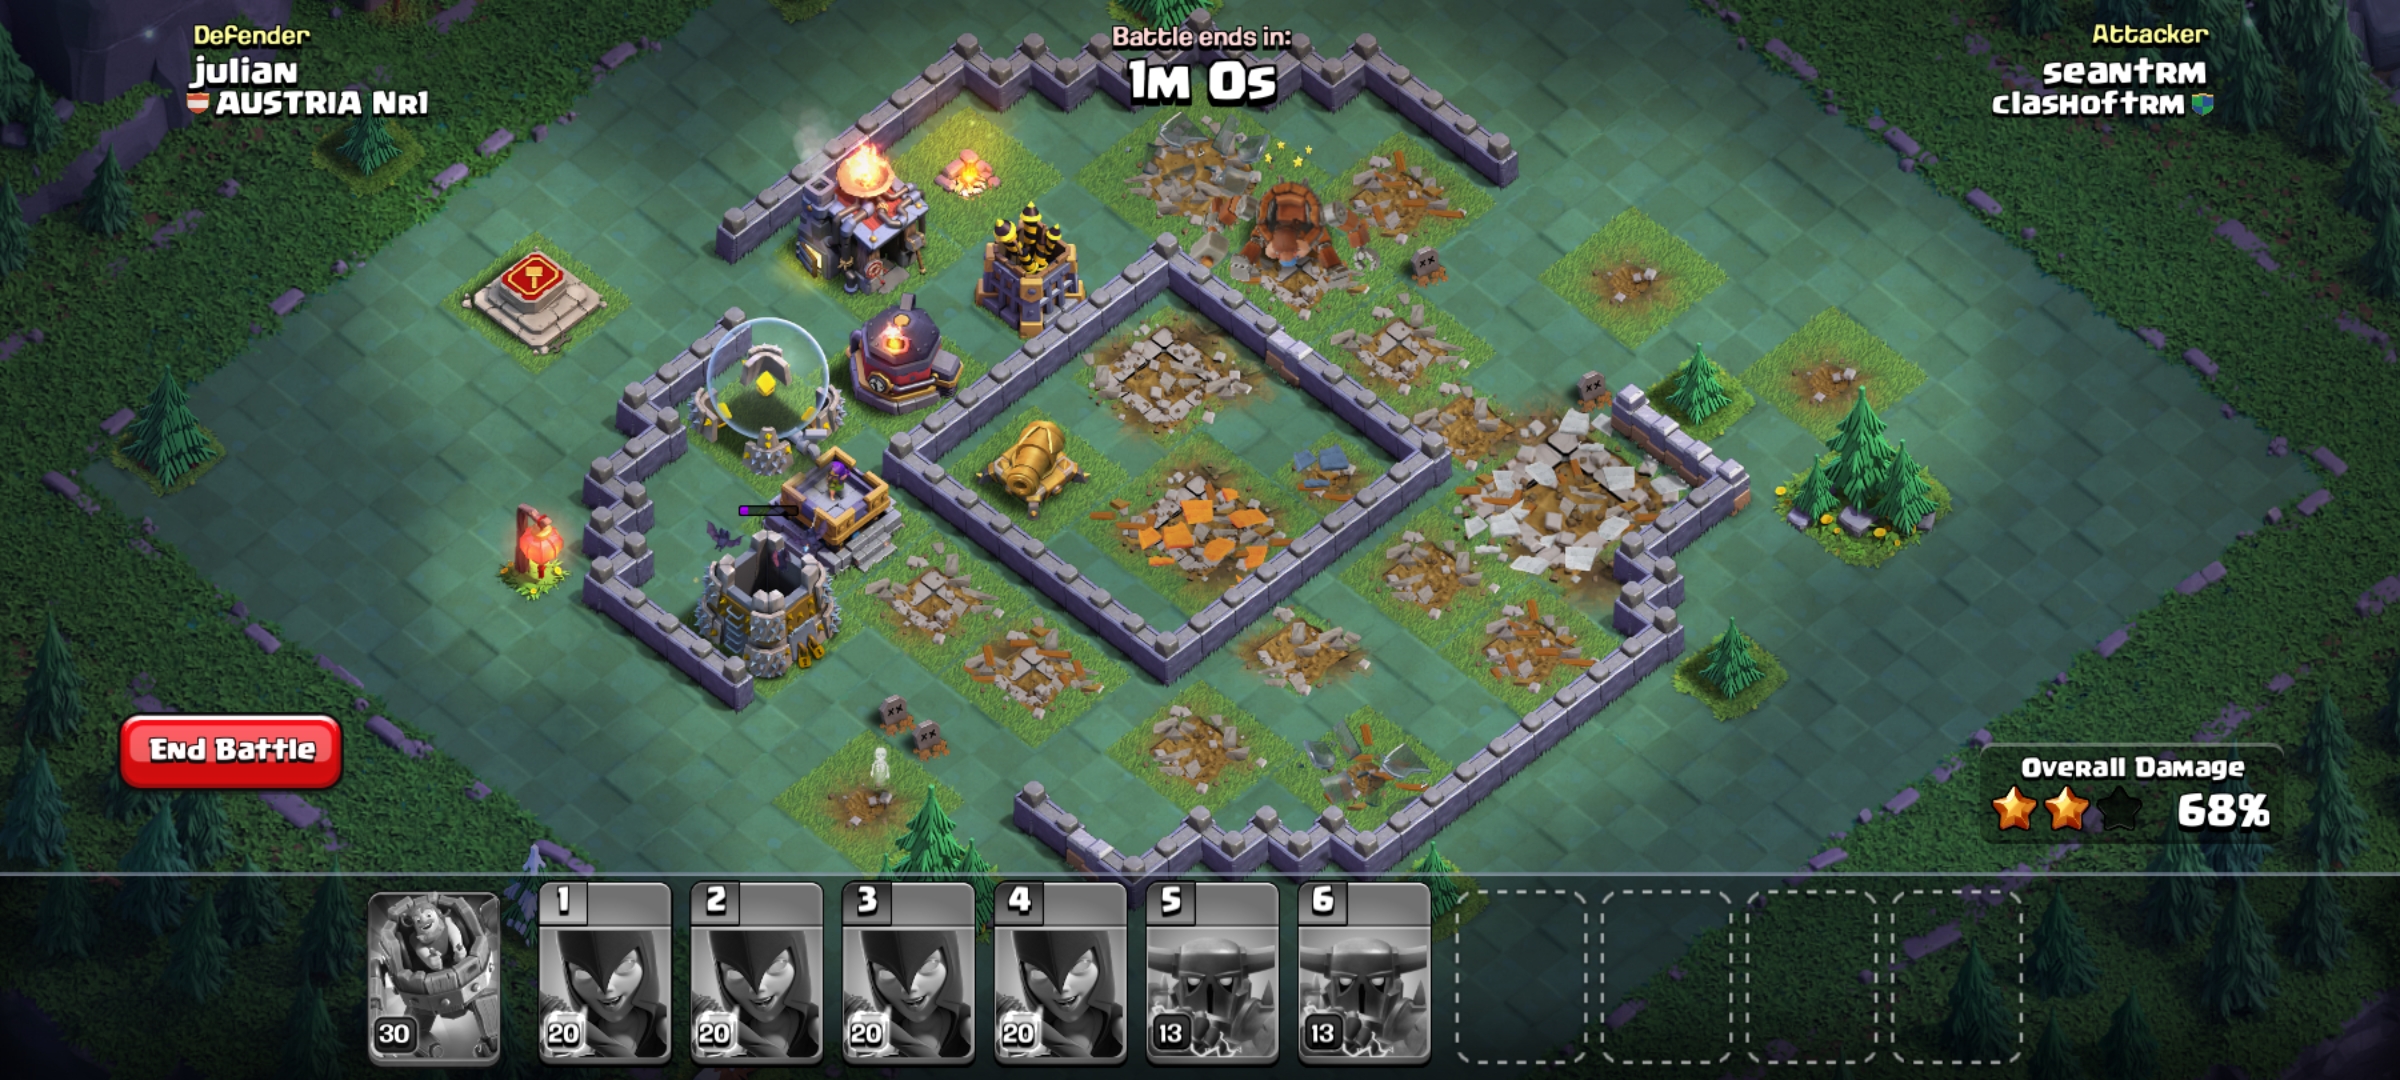 Defender
julian
AUSTRIA Nr1
Battle ends in:
1M 0s
Attacker
seantrm
clashoftrm
End Battle
Overall Damage
68%
1
2
3
4
5
6
30
20
20
20
20
13
13